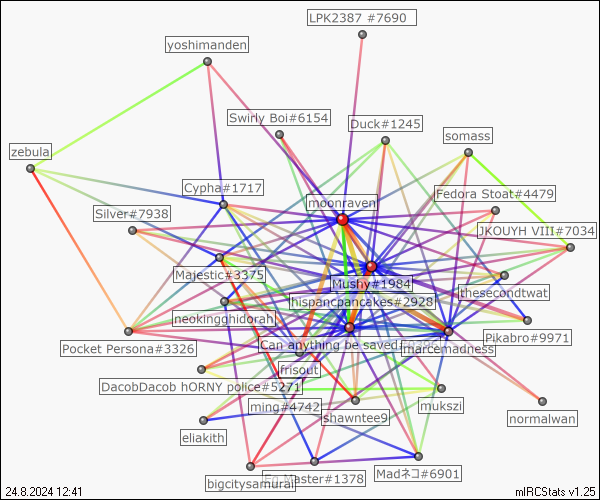 LPK2387 #7690
yoshimanden
Swirly Boi#6154
Duck#1245
somass
zebula
Cypha#1717
Fedora Stoat#4479
moonraven
Silver#7938
JKOUYH VIII#7034
Majestic#3375
Mushy#1984
thesecondtwat
hispancpancakes#2928
neokingghidorah
Pikabro#9971
Can anything be saved
Pocket Persona#3326
marcemadness
frisout
DacobDacob hORNY police#5271
ming#4742
mukszi
shawntee9
normalwan
eliakith
Madネコ#6901
Eg Master#1378
bigcitysamurai
24.8.2024 12:41
mIRCStats v1.25